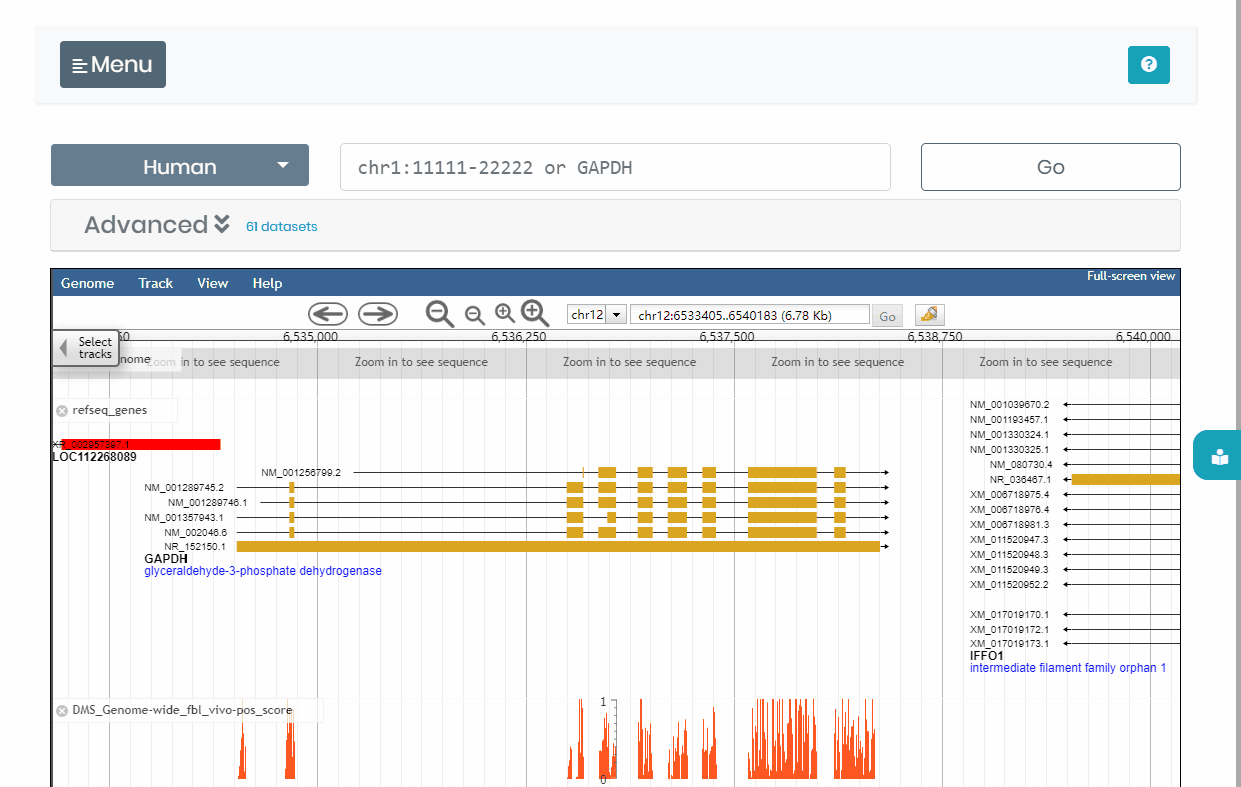 Menu
Human
chr1:11111-22222 or GAPDH
Go
Advanced 61 datasets
Genome Track View Help Full-screen view
chr12 chr12:6533405..6540183 (6.78 Kb) Go
50 6,535,000 6,536,250 6,537,500 6,538,750 6,540,000
Select
tracks
nome Zoom in to see sequence Zoom in to see sequence Zoom in to see sequence Zoom in to see sequence Zoom in to see sequence
refseq_genes
LOC112268089
NM_001256799.2
NM_001289745.2
NM_001289746.1
NM_001357943.1
NM_002046.6
NR_152150.1
GAPDH
glyceraldehyde-3-phosphate dehydrogenase
NM_001039670.2
NM_001193457.1
NM_001330324.1
NM_001330325.1
NM_080730.4
NR_036467.1
XM_006718975.4
XM_006718976.4
XM_006718981.3
XM_011520947.3
XM_011520948.3
XM_011520949.3
XM_011520952.2
XM_017019170.1
XM_017019172.1
XM_017019173.1
IFFO1
intermediate filament family orphan 1
DMS_Genome-wide_fbl_vivo-pos_score
1
0